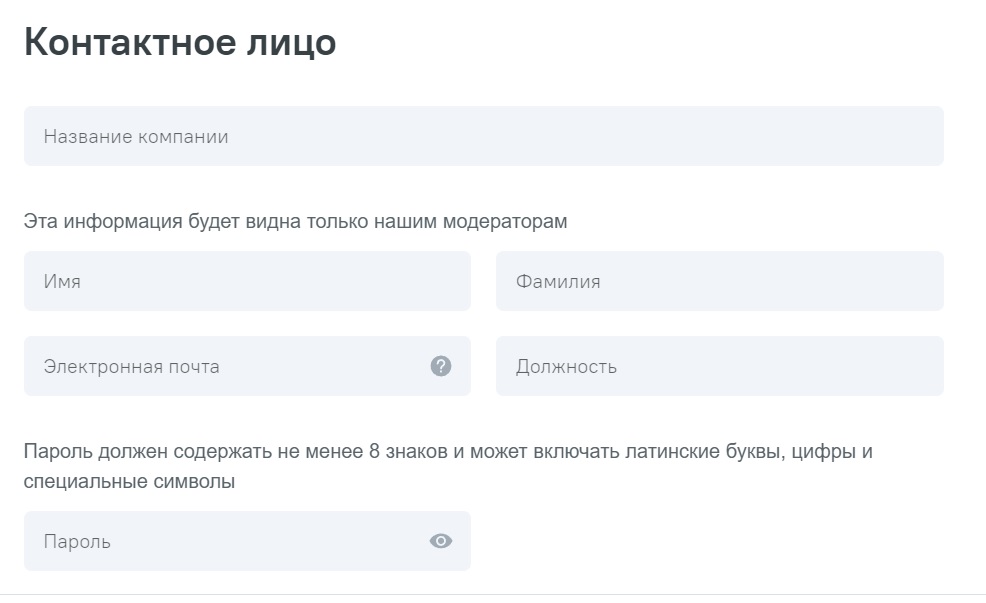 Контактное лицо
Название компании
Эта информация будет видна только нашим модераторам
Имя
Фамилия
Электронная почта
?
Должность
Пароль должен содержать не менее 8 знаков и может включать латинские буквы, цифры и
специальные символы
Пароль